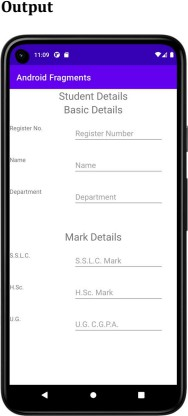 Output
11:09
Android Fragments
Student Details
Basic Details
Register No. Register Number
Name Name
Department Department
Mark Details
S.S.L.C. S.S.L.C. Mark
H.Sc. H.Sc. Mark
U.G. U.G. C.G.P.A.